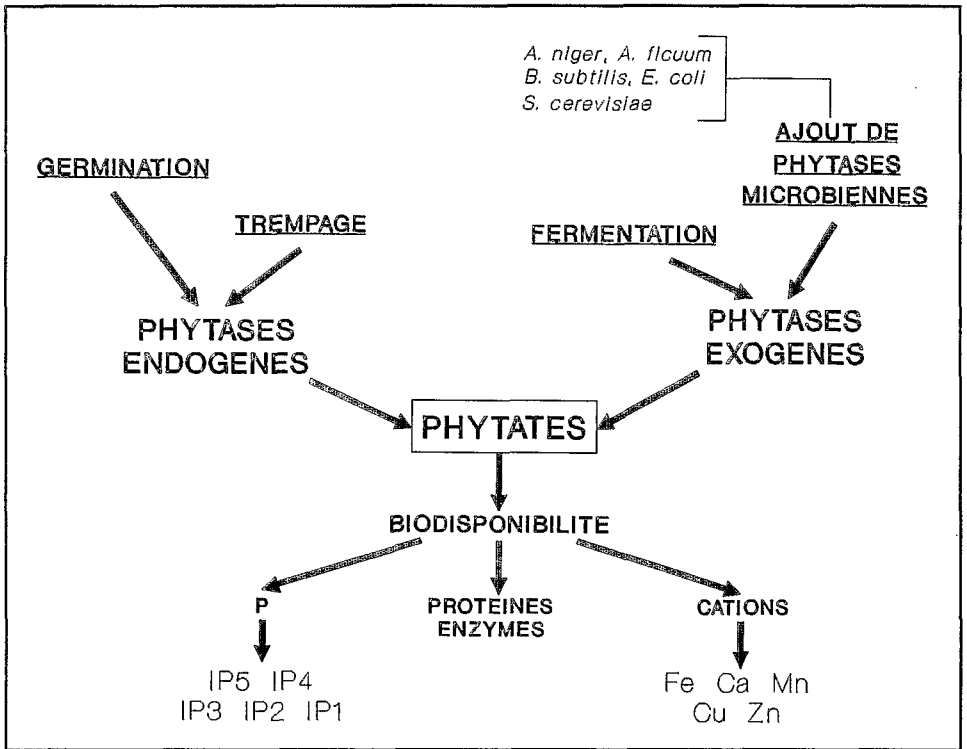 A. niger, A. ficuum
B. subtilis, E. coli
S. cerevisiae
AJOUT DE
PHYTASES
MICROBIENNES
GERMINATION
TREMPAGE
FERMENTATION
PHYTASES
ENDOGENES
PHYTASES
EXOGENES
PHYTATES
BIODISPONIBILITE
P
PROTEINES
ENZYMES
CATIONS
IP5 IP4
IP3 IP2 IP1
Fe Ca Mn
Cu Zn